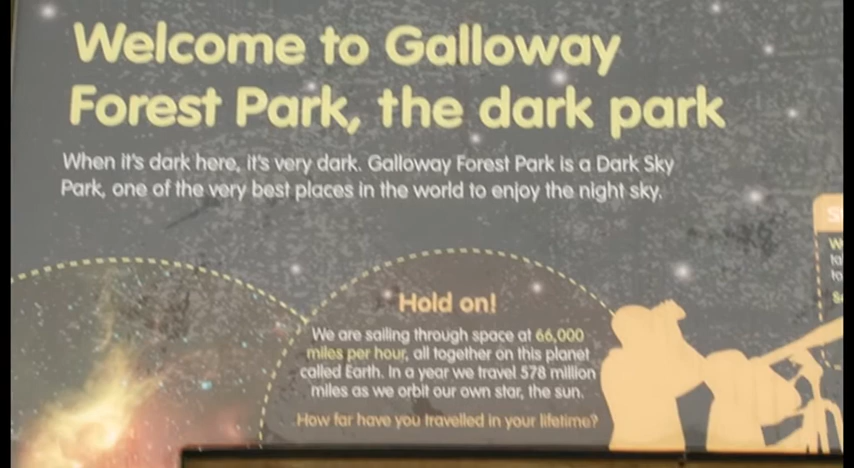 Welcome to Galloway
Forest Park, the dark park
When it's dark here, it's very dark. Galloway Forest Park is a Dark Sky
Park, one of the very best places in the world to enjoy the night sky.
Hold on!
We are sailing through space at 66,000
miles per hour, all together on this planet
called Earth. In a year we travel 578 million
miles as we orbit our own star, the sun.
How far have you travelled in your lifetime?